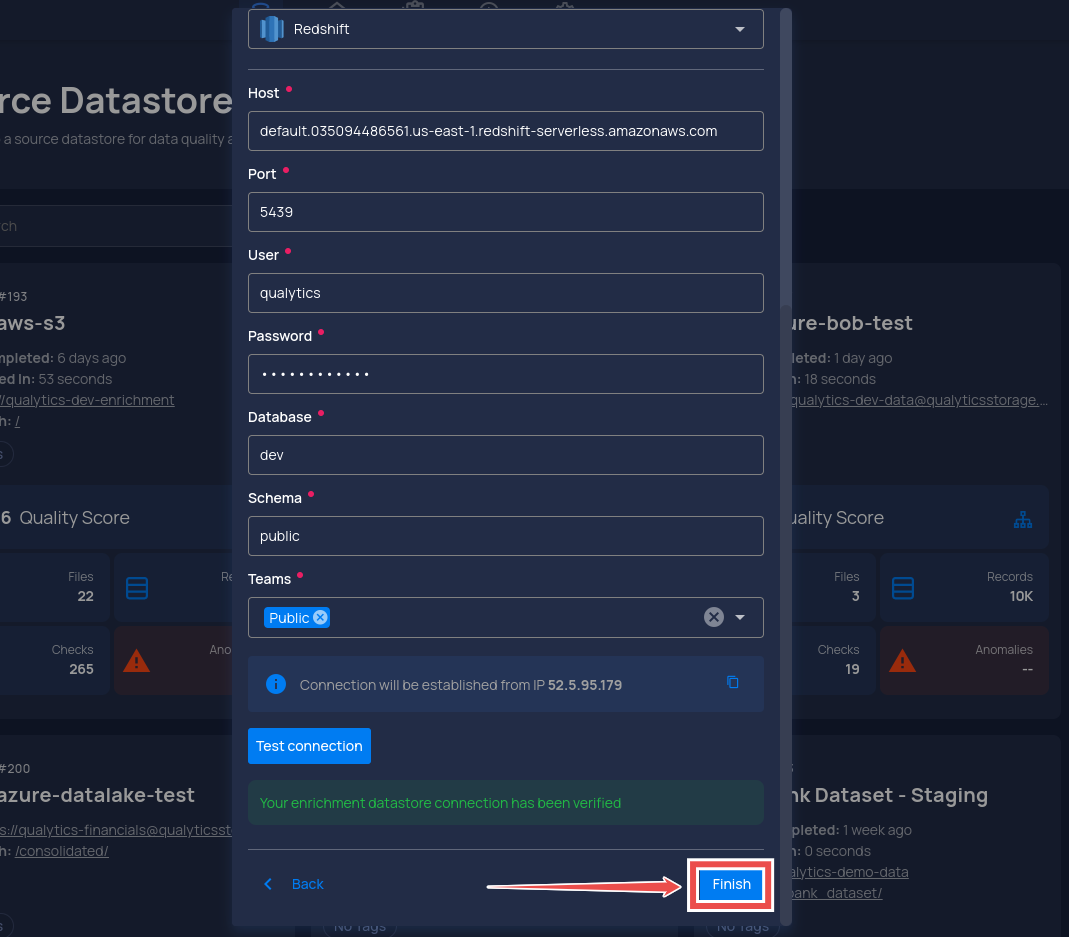 Redshift
rce Datastore
Host
default.035094486561.us-east-1.redshift-serverless.amazonaws.com
a source datastore for data quality a
Port
5439
ch
User
qualytics
#193
aws-s3
ure-bob-test
Password
mpleted: 6 days ago
leted: 1 day ago
ed In: 53 seconds
n: 18 seconds
//qualytics-dev-enrichment
qualytics-dev-data@qualyticsstorage....
h: /
Database
dev
s
Schema
6 Quality Score
uality Score
public
Teams
Files
22
Re
Files
3
Records
10K
Public
Checks
265
Ano
Checks
19
Anomalies
--
Connection will be established from IP 52.5.95.179
Test connection
#200
azure-datalake-test
nk Dataset - Staging
Your enrichment datastore connection has been verified
s://qualytics-financials@qualyticsst
pleted: 1 week ago
h: /consolidated/
n: 0 seconds
alytics-demo-data
Back
Finish
bank_dataset/
s
No Tags
No Tags